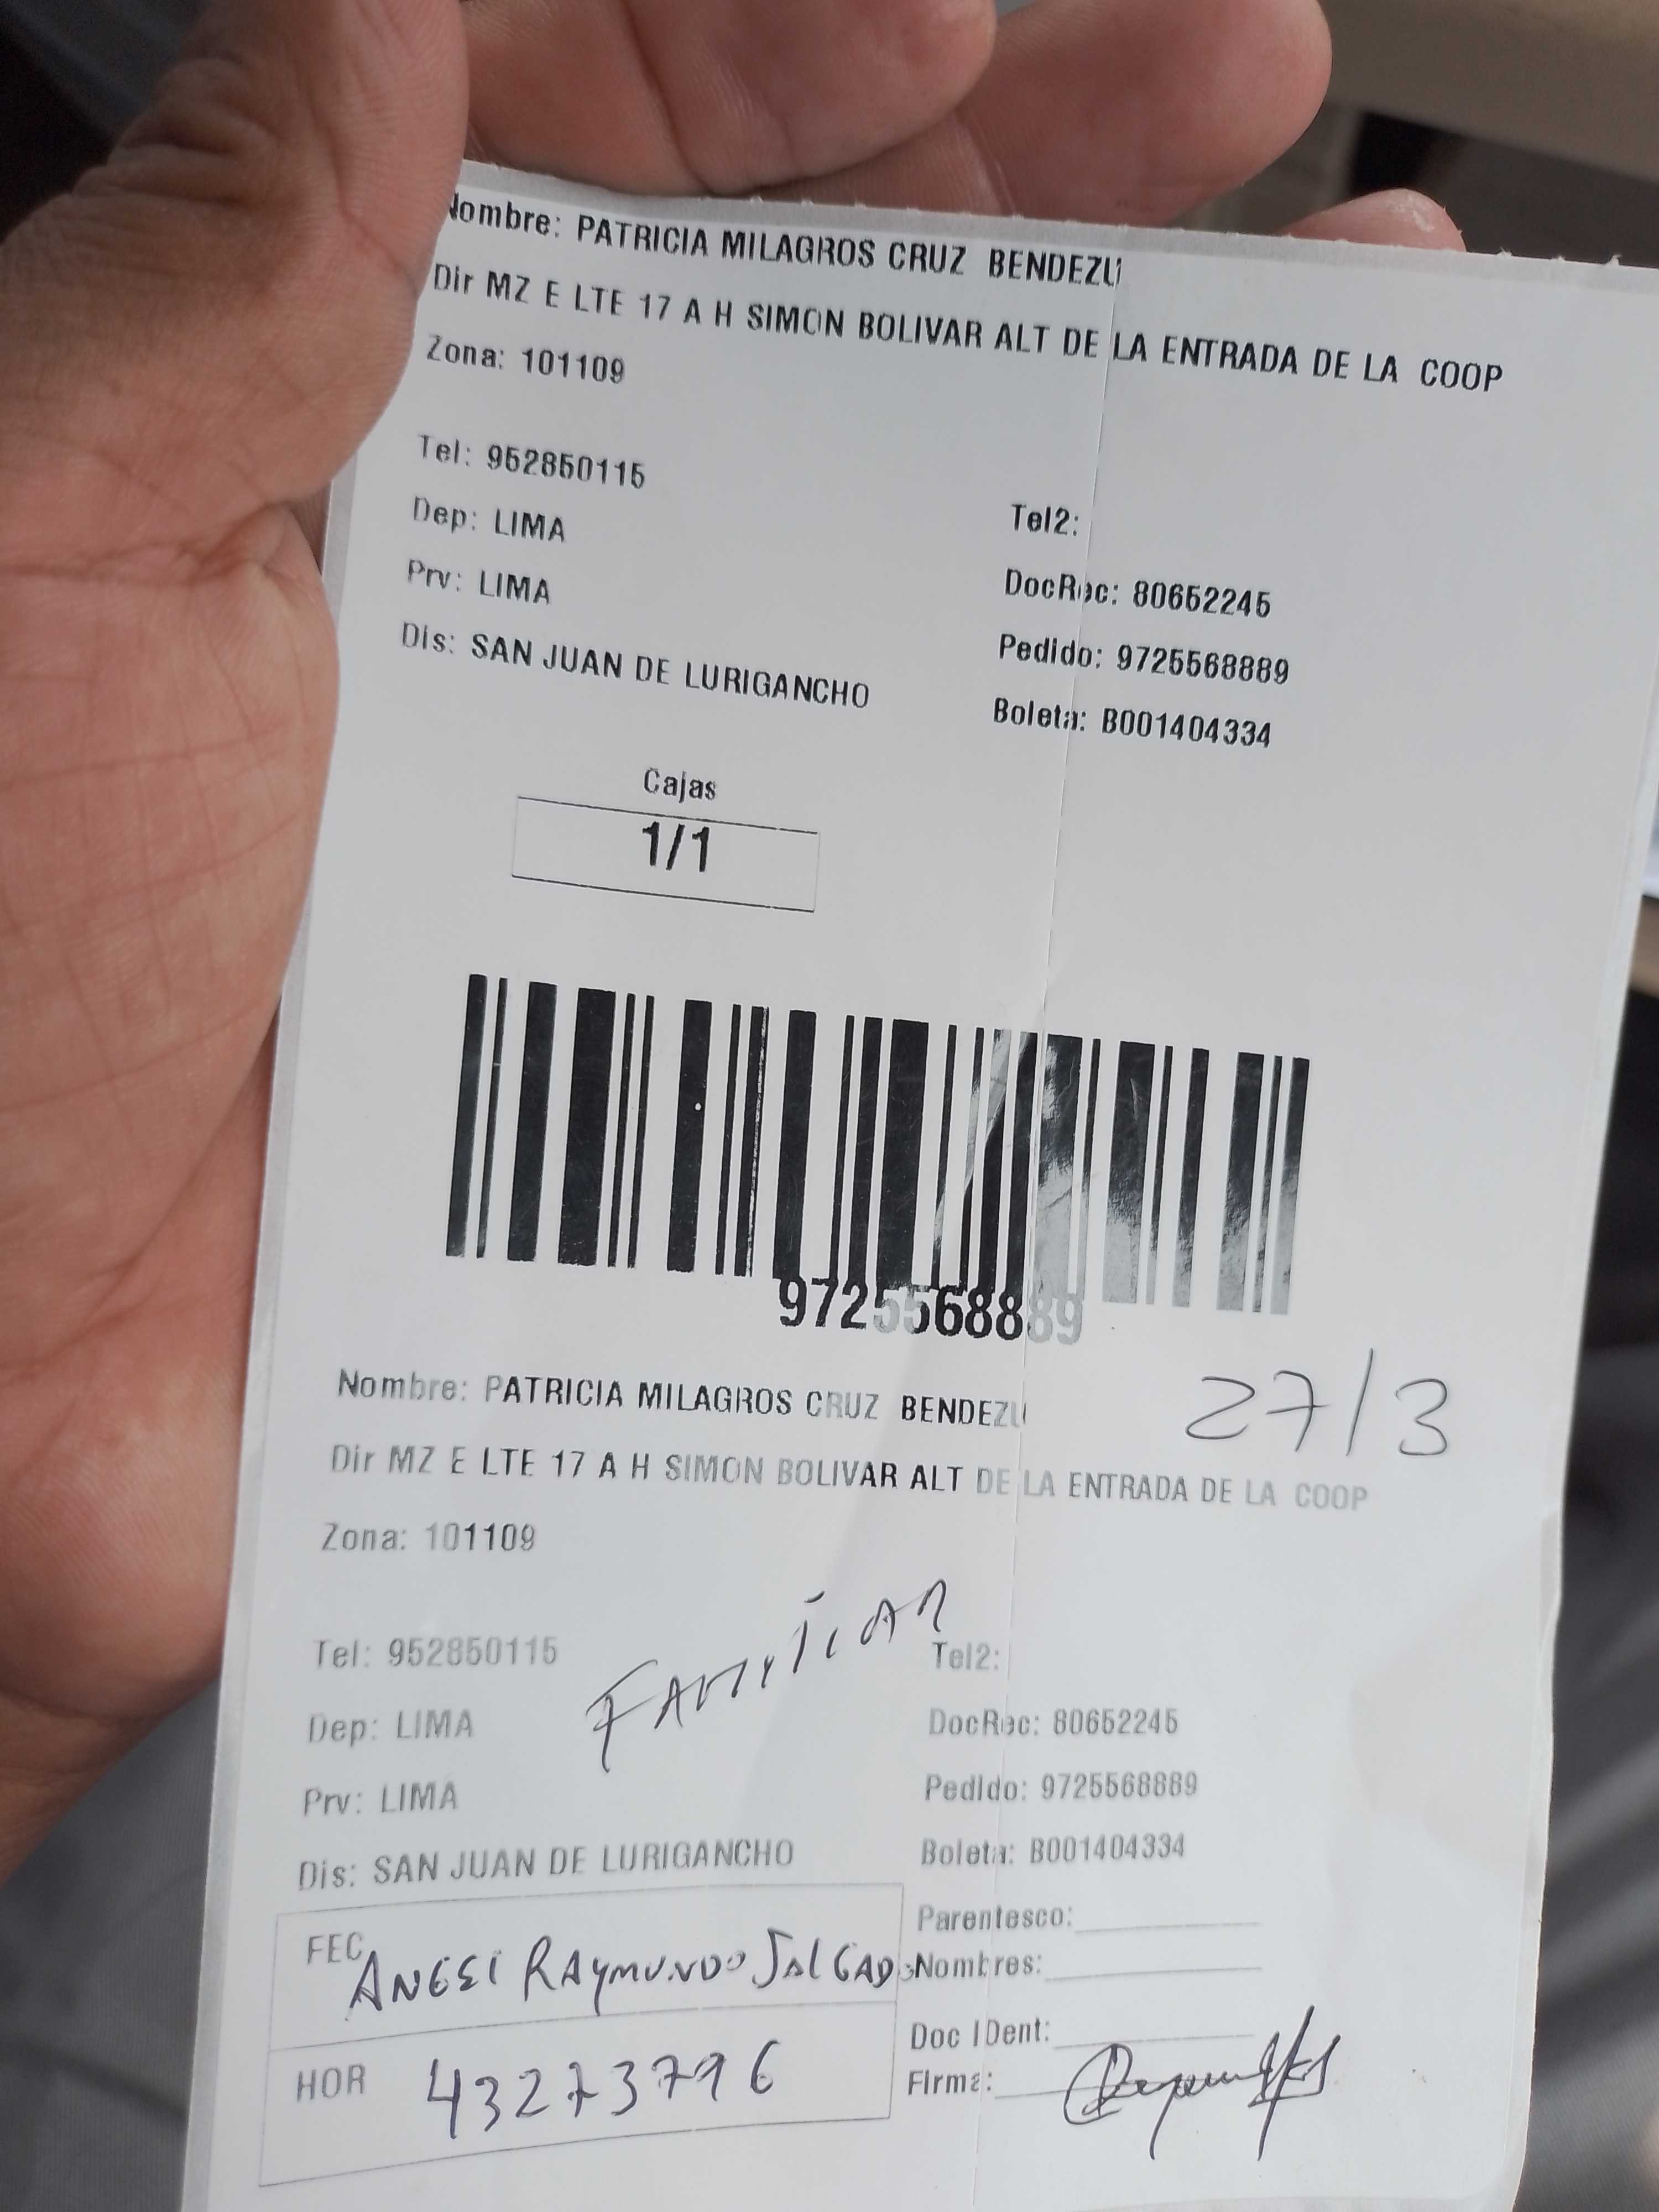 Nombre: PATRICIA MILAGROS CRUZ BENDEZU
Dir MZ E LTE 17 A H SIMON BOLIVAR ALT DE LA ENTRADA DE LA COOP
Zona: 101109
Tel: 952850115
Tel2:
Dep: LIMA
DocRec: 80652245
Prv: LIMA
Pedido: 9725568889
Dis: SAN JUAN DE LURIGANCHO
Boleta: B001404334
Cajas
1/1
9725568889
27/3
Nombre: PATRICIA MILAGROS CRUZ BENDEZU
Dir MZ E LTE 17 A H SIMON BOLIVAR ALT DE LA ENTRADA DE LA COOP
Zona: 101109
FAMILIAR
Tel: 952850115
Tel2:
Dep: LIMA
DocRec: 80652245
Prv: LIMA
Pedido: 9725568889
Dis: SAN JUAN DE LURIGANCHO
Boleta: B001404334
Parentesco:
FEC
ANGEL RAYMUNDO SALGADO
Nombres:
Doc IDent:
HOR 43273796
Firma: